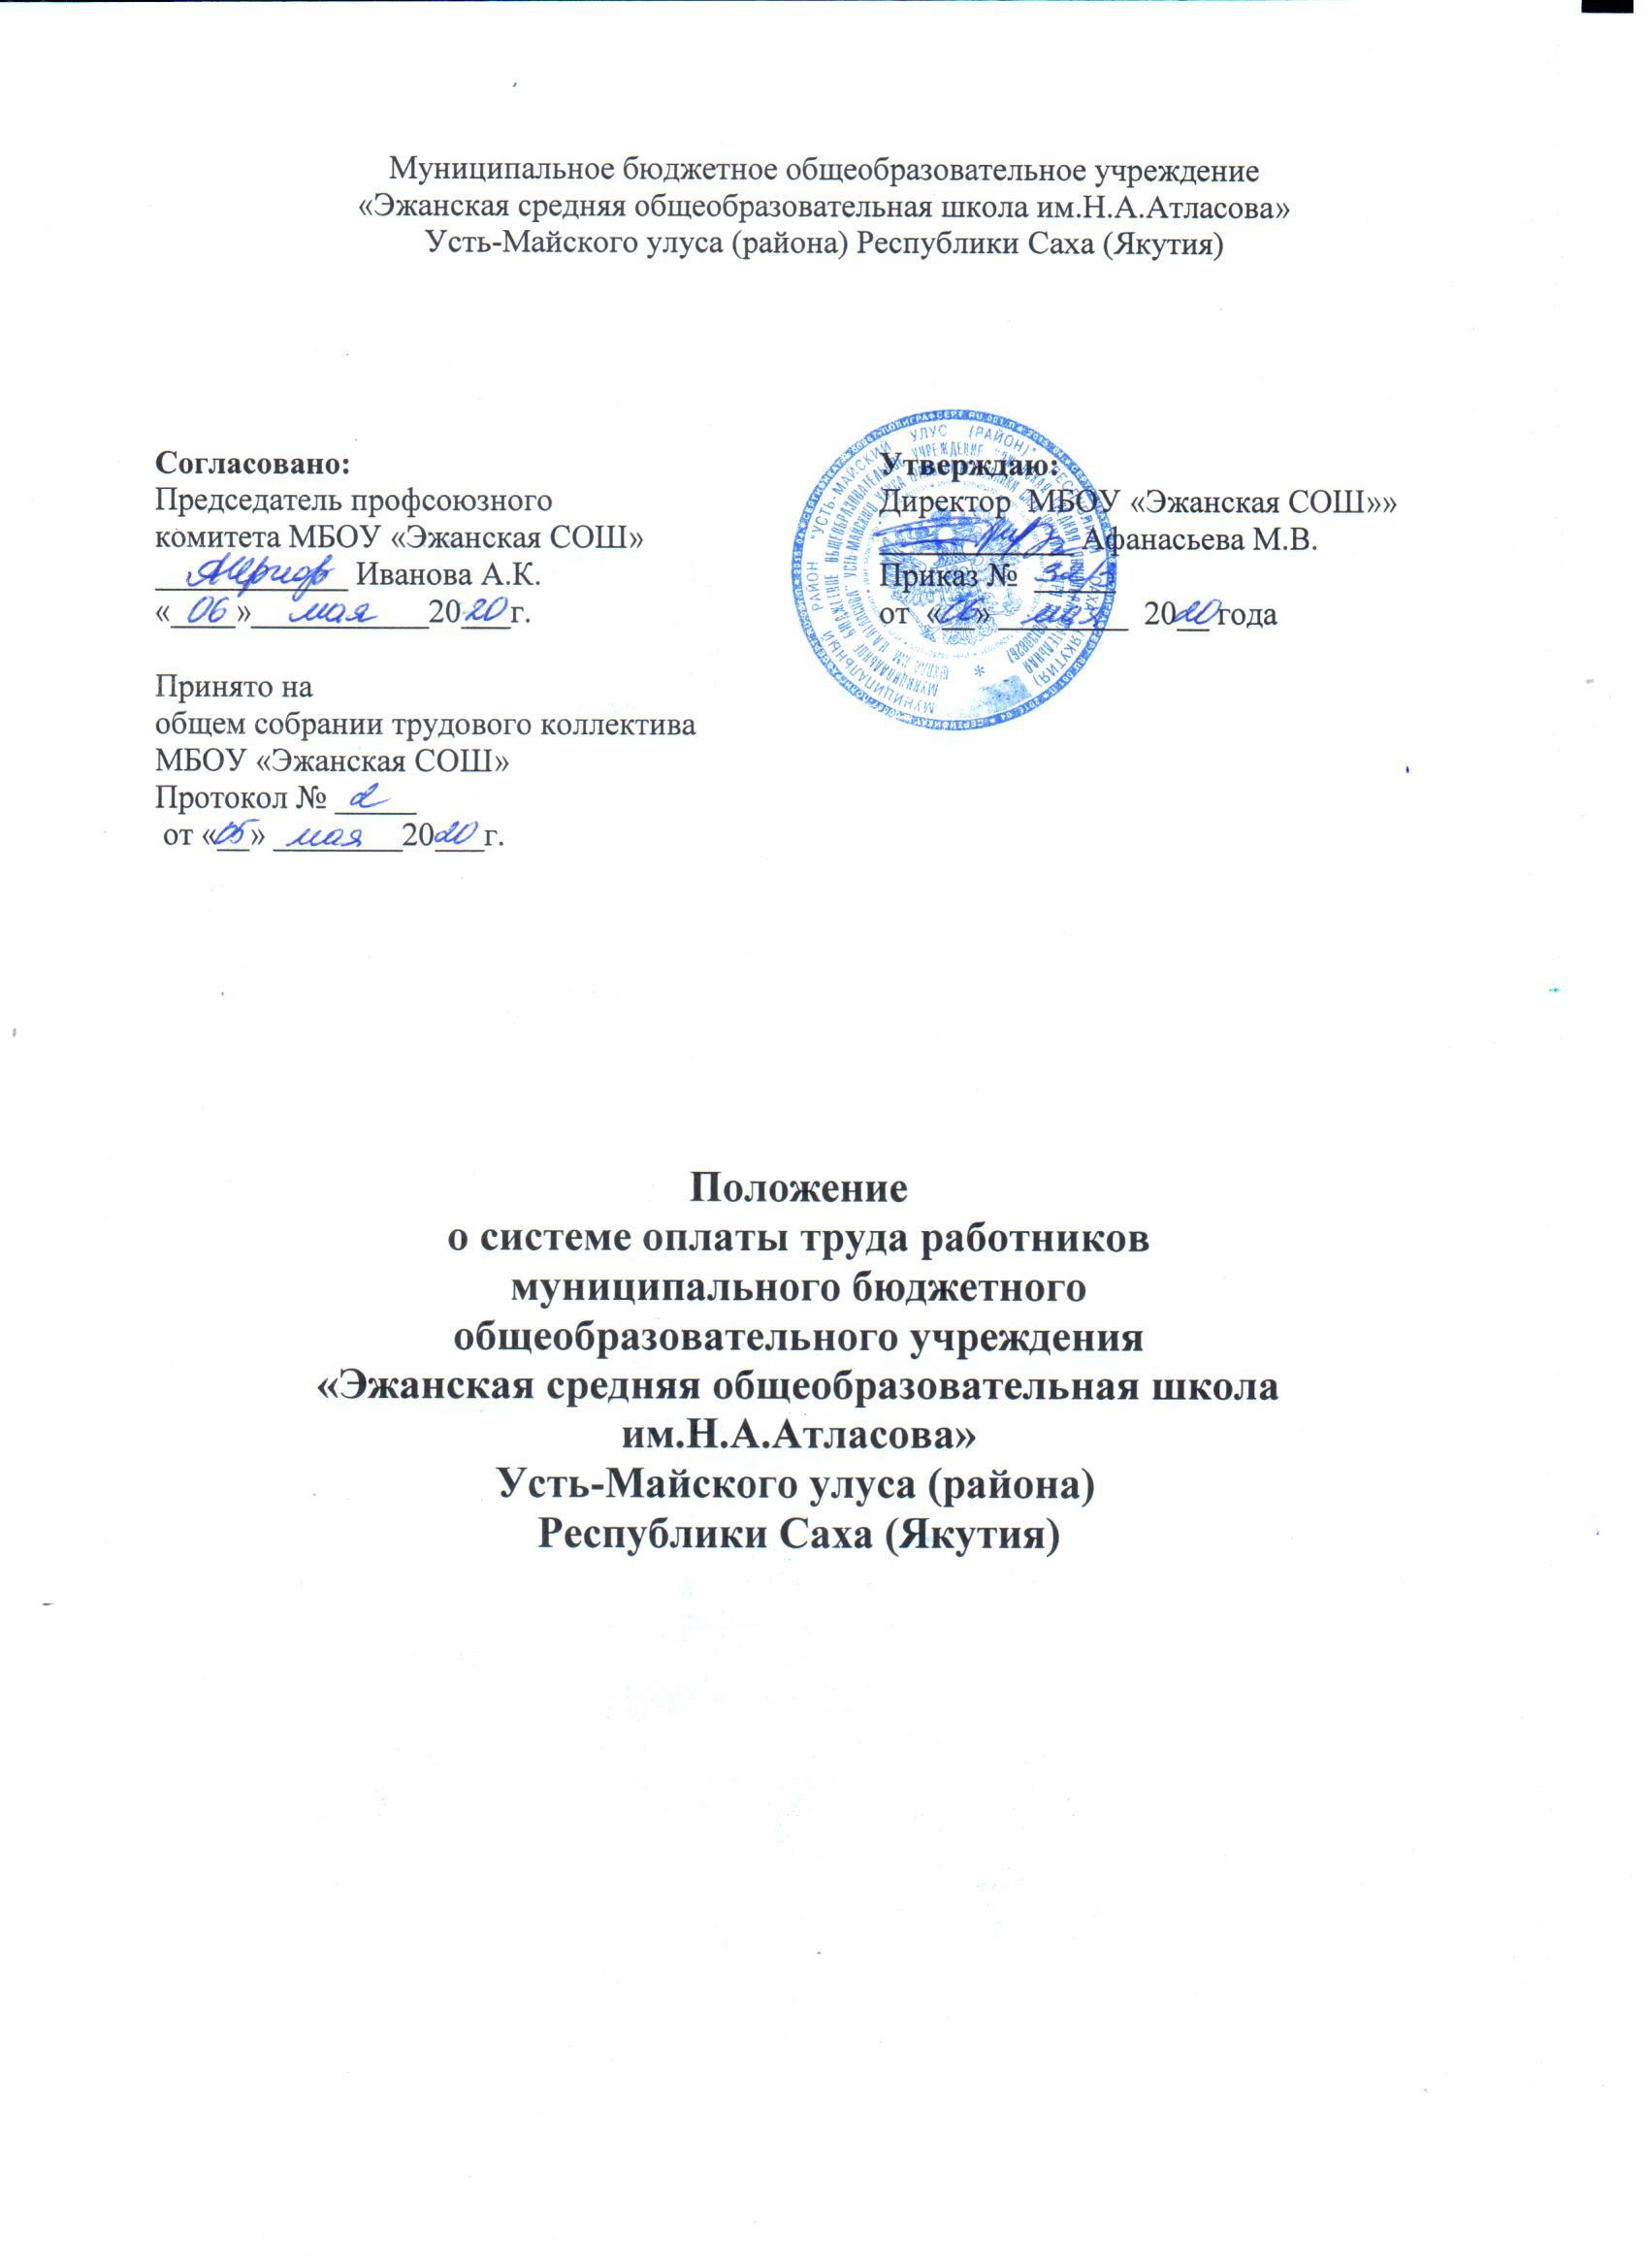 Муниципальное бюджетное общеобразовательное учреждение
«Эжанская средняя общеобразовательная школа им.Н.А.Атласова»
Усть-Майского улуса (района) Республики Саха (Якутия)
Согласовано:
Председатель профсоюзного
комитета МБОУ «Эжанская СОШ»
____________ Иванова А.К.
«06» мая 2020 г.
Принято на
общем собрании трудового коллектива
МБОУ «Эжанская СОШ»
Протокол № 2
от «05» мая 2020 г.
Утверждаю:
Директор МБОУ «Эжанская СОШ»»
____________ Афанасьева М.В.
Приказ №
от «06» мая 2020 года
Положение
о системе оплаты труда работников
муниципального бюджетного
общеобразовательного учреждения
«Эжанская средняя общеобразовательная школа
им.Н.А.Атласова»
Усть-Майского улуса (района)
Республики Саха (Якутия)